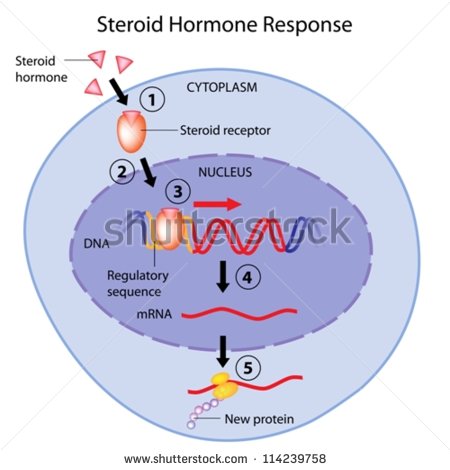 Steroid Hormone Response
Steroid
hormone
1
CYTOPLASM
Steroid receptor
2
NUCLEUS
3
shutterstock
DNA
Regulatory
sequence
4
mRNA
5
New protein
www.shutterstock.com · 114239758